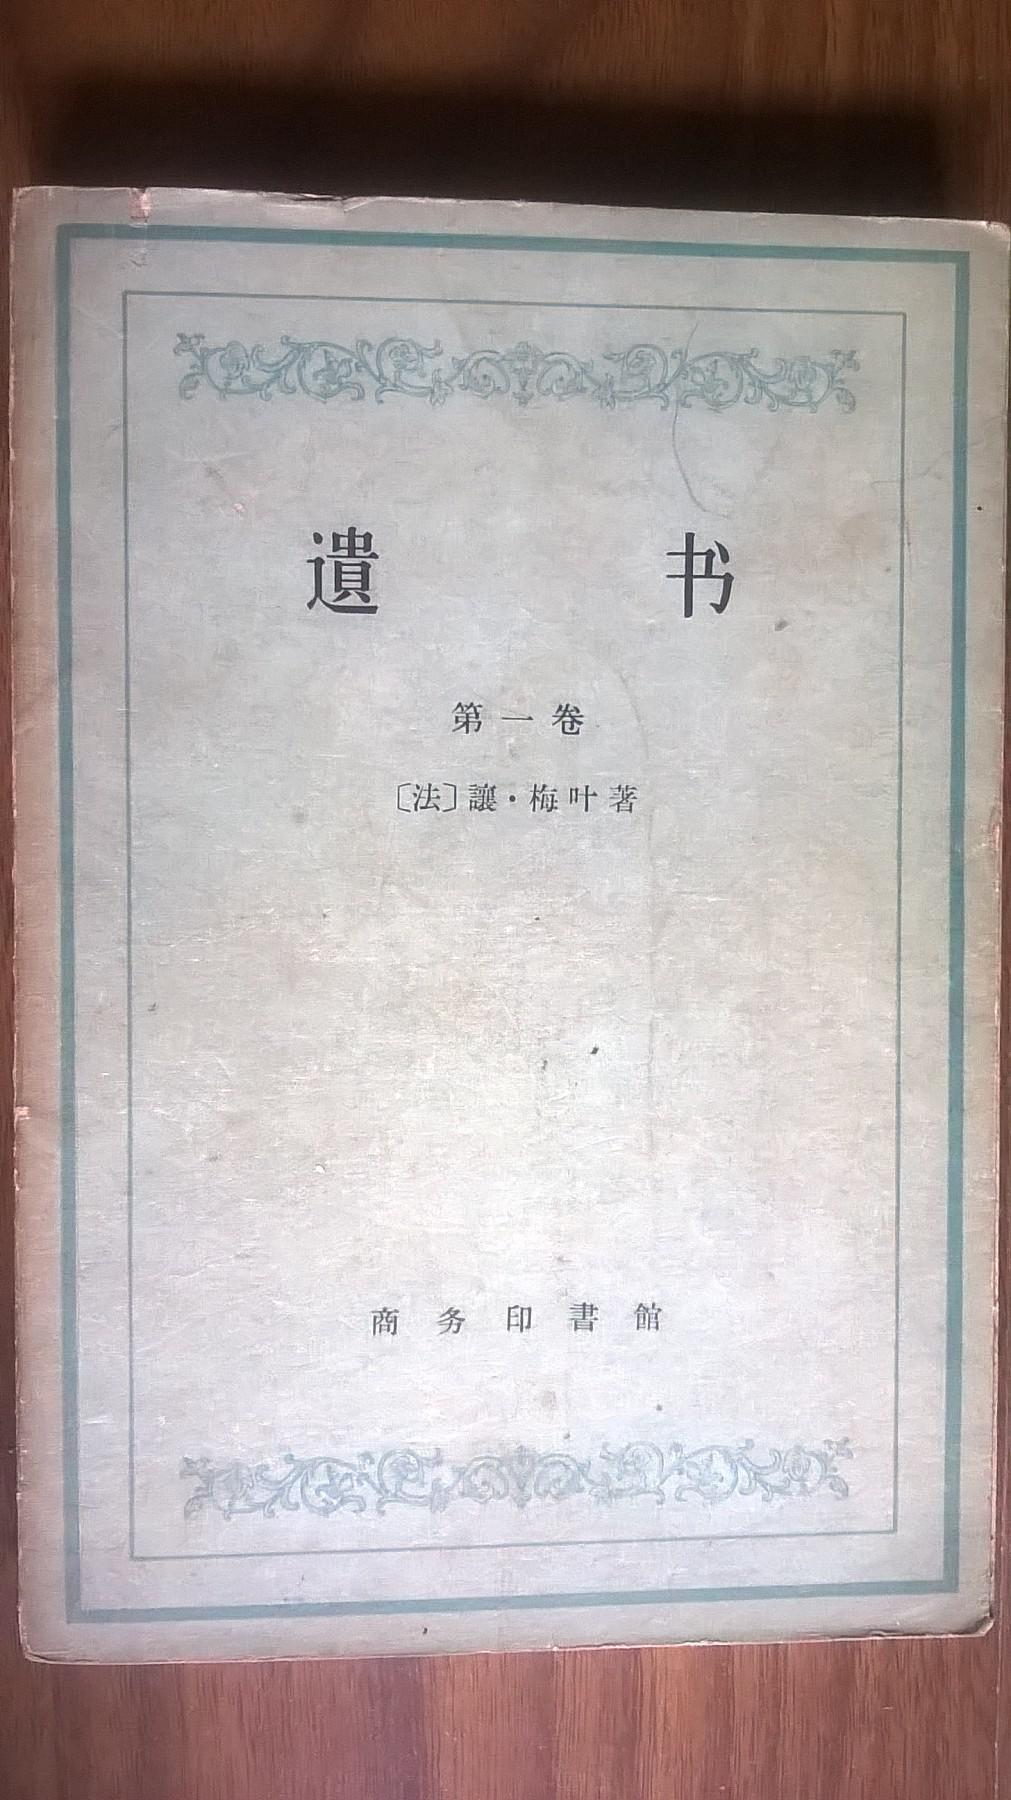 遺书
第一卷
〔法〕讓·梅叶著
商务印書館